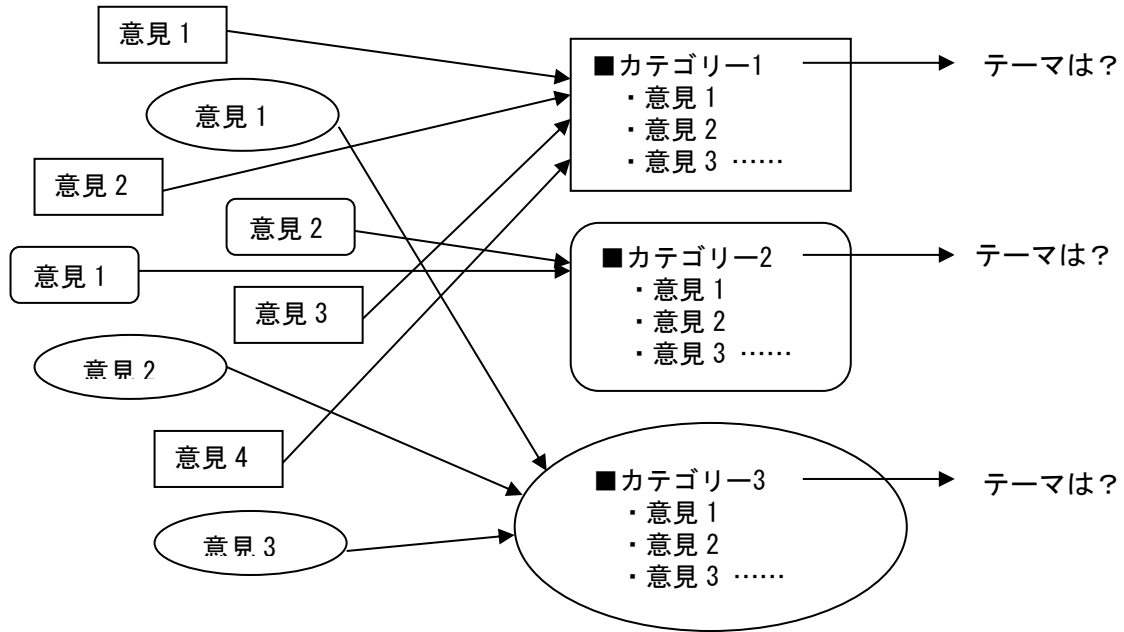 意見1
意見1
意見2
意見2
意見1
意見3
意見2
意見4
意見3
■カテゴリー1
・意見1
・意見2
・意見3 ……
テーマは？
■カテゴリー2
・意見1
・意見2
・意見3 ……
テーマは？
■カテゴリー3
・意見1
・意見2
・意見3 ……
テーマは？